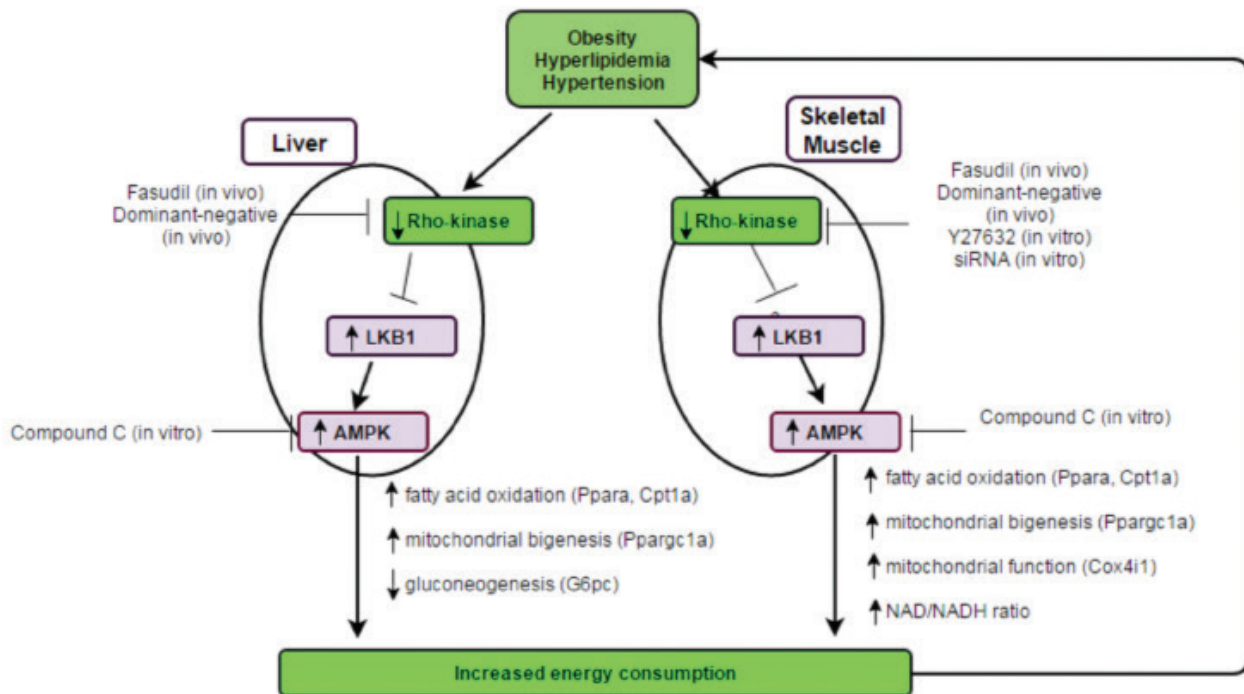 Obesity
Hyperlipidemia
Hypertension
Liver
Sketetal
Muscle
Fasudil (in vivo)
Dominant-negative
(in vivo)
Rho-kinase
Rho-kinase
Fasudil (in vivo)
Dominant-negative
(in vivo)
Y27632 (in vitro)
siRNA (in vitro)
LKB1
LKB1
Compound C (in vitro)
AMPK
AMPK
Compound C (in vitro)
fatty acid oxidation (Ppara, Cpt1a)
mitochondrial bigenesis (Ppargc1a)
gluconeogenesis (G6pc)
fatty acid oxidation (Ppara, Cpt1a)
mitochondrial bigenesis (Ppargc1a)
mitochondrial function (Cox4i1)
NAD/NADH ratio
Increased energy consumption